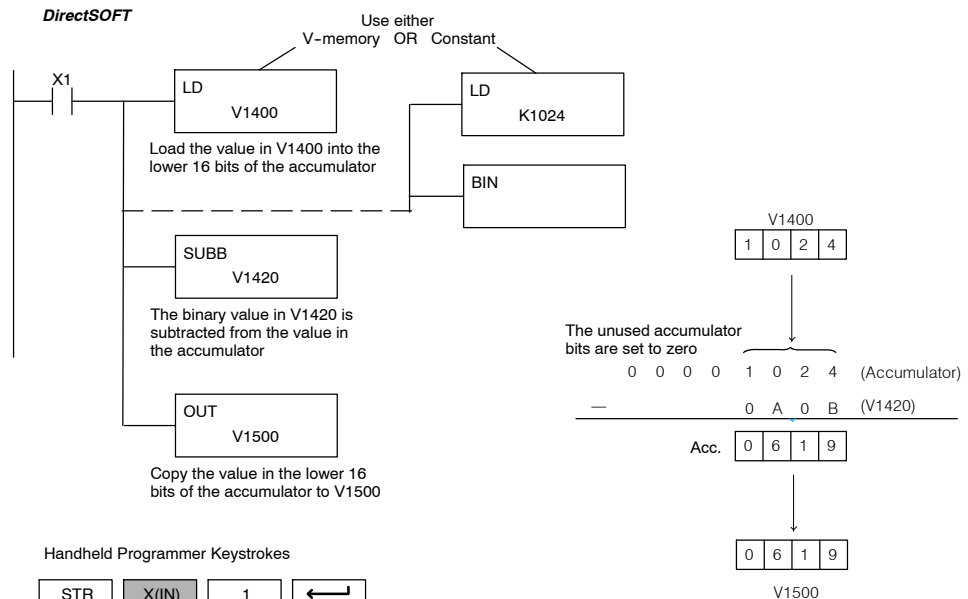 DirectSOFT
Use either
V-memory OR Constant
X1
LD
V1400
LD
K1024
Load the value in V1400 into the
lower 16 bits of the accumulator
BIN
V1400
1 0 2 4
SUBB
V1420
The binary value in V1420 is
subtracted from the value in
the accumulator
The unused accumulator
bits are set to zero
0 0 0 0 1 0 2 4 (Accumulator)
— 0 A 0 B (V1420)
Acc. 0 6 1 9
OUT
V1500
Copy the value in the lower 16
bits of the accumulator to V1500
0 6 1 9
V1500
Handheld Programmer Keystrokes
STR X(IN) 1